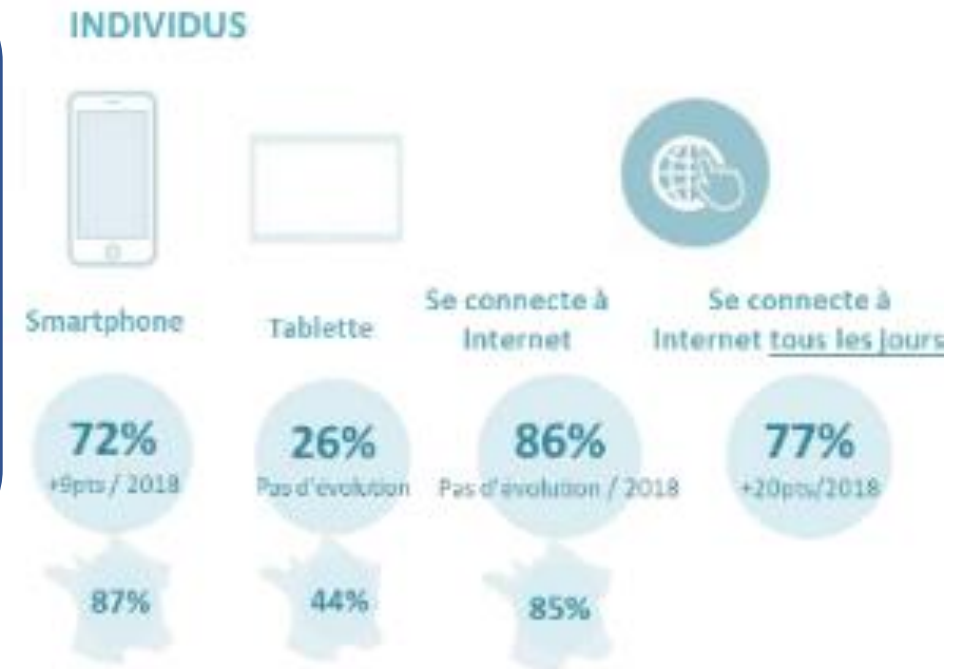 INDIVIDUS
Smartphone
Tablette
Se connecte à
Internet
Se connecte à
Internet tous les jours
72%
+9pts / 2018
26%
Pas d'évolution
86%
Pas d'évolution / 2018
77%
+20pts/2018
87%
44%
85%